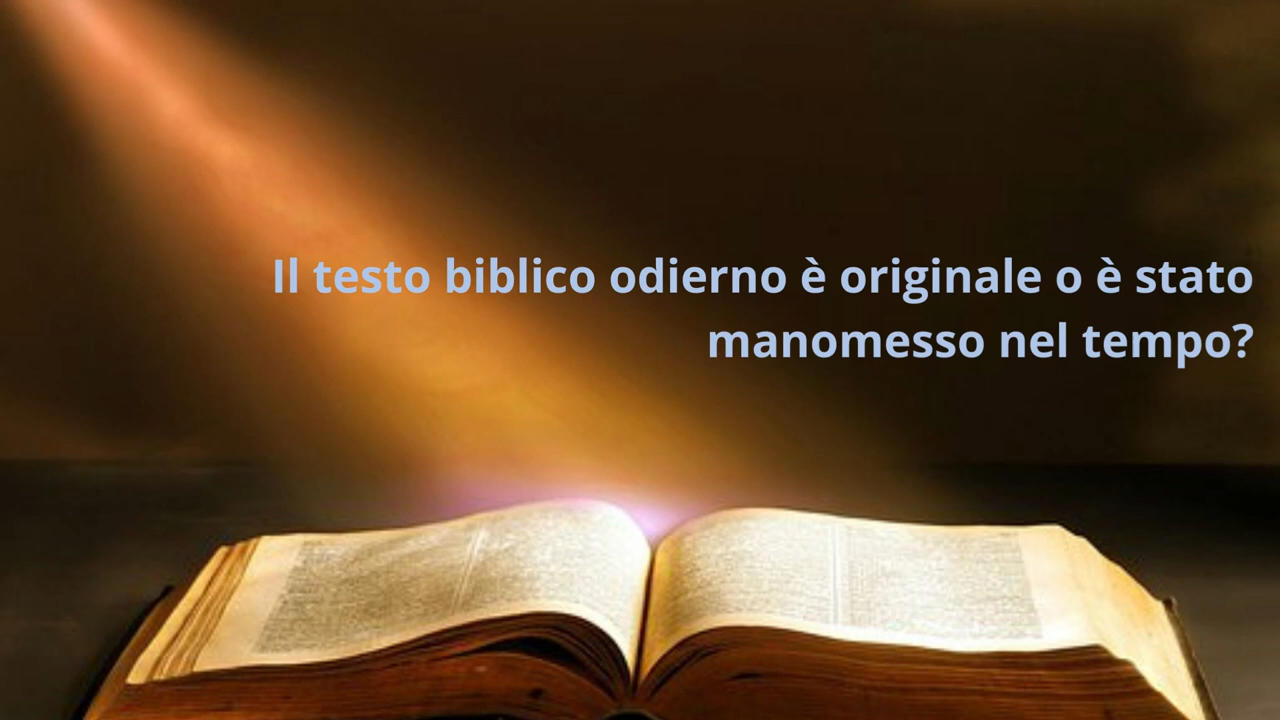 Il testo biblico odierno è originale o è stato
manomesso nel tempo?